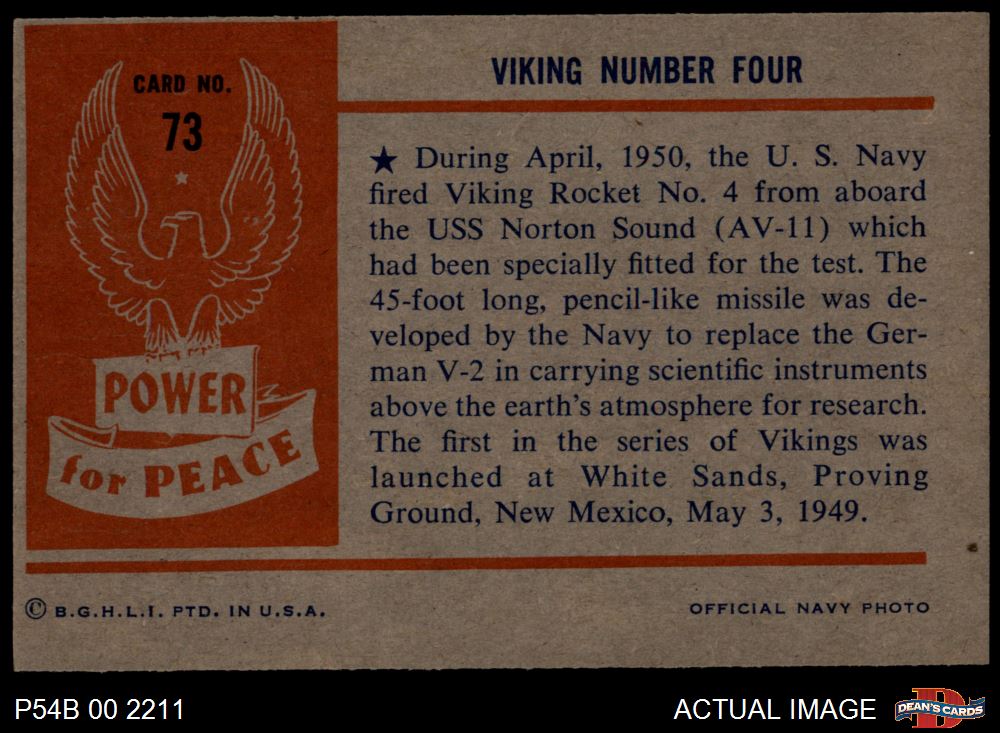 CARD NO.
73
POWER
for PEACE
VIKING NUMBER FOUR
★ During April, 1950, the U. S. Navy
fired Viking Rocket No. 4 from aboard
the USS Norton Sound (AV-11) which
had been specially fitted for the test. The
45-foot long, pencil-like missile was de-
veloped by the Navy to replace the Ger-
man V-2 in carrying scientific instruments
above the earth's atmosphere for research.
The first in the series of Vikings was
launched at White Sands, Proving
Ground, New Mexico, May 3, 1949.
© B.G.H.L.I. PTD. IN U.S.A.
OFFICIAL NAVY PHOTO
P54B 00 2211
ACTUAL IMAGE
D
DEAN'S CARDS